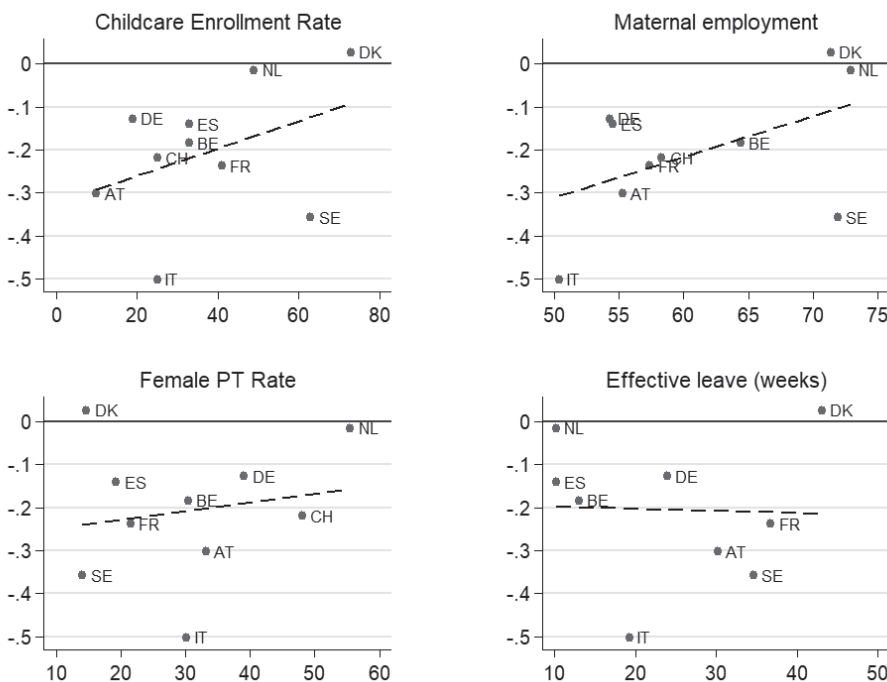 Childcare Enrollment Rate
0
-.1
-.2
-.3
-.4
-.5
DK
NL
DE
ES
BE
CH
FR
AT
SE
IT
0 20 40 60 80
Maternal employment
0
-.1
-.2
-.3
-.4
-.5
DK
NL
DE
ES
BE
CH
FR
AT
SE
IT
50 55 60 65 70 75
Female PT Rate
0
-.1
-.2
-.3
-.4
-.5
DK
NL
DE
ES
BE
CH
FR
AT
SE
IT
10 20 30 40 50 60
Effective leave (weeks)
0
-.1
-.2
-.3
-.4
-.5
DK
NL
DE
ES
BE
FR
AT
SE
IT
10 20 30 40 50